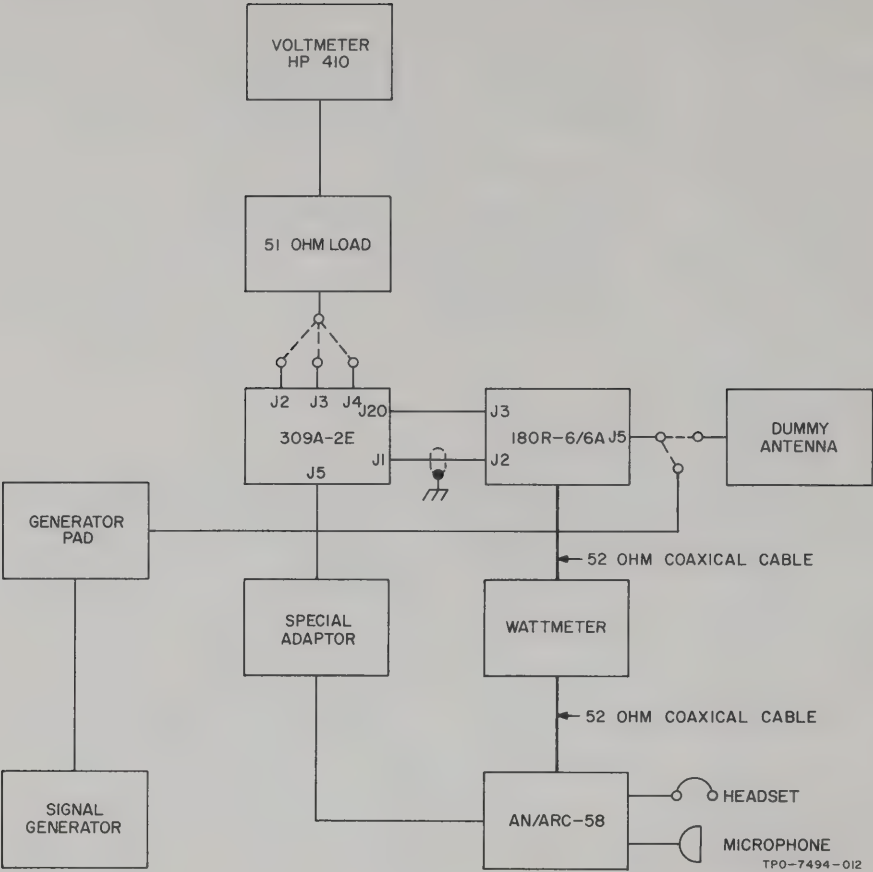 VOLTMETER
HP 410
51 OHM LOAD
J2 J3 J4
J20
309A-2E
J1
J5
J3
180R-6/6A J5
J2
DUMMY
ANTENNA
GENERATOR
PAD
52 OHM COAXICAL CABLE
SPECIAL
ADAPTOR
WATTMETER
52 OHM COAXICAL CABLE
SIGNAL
GENERATOR
AN/ARC-58
HEADSET
MICROPHONE
TPO-7494-012